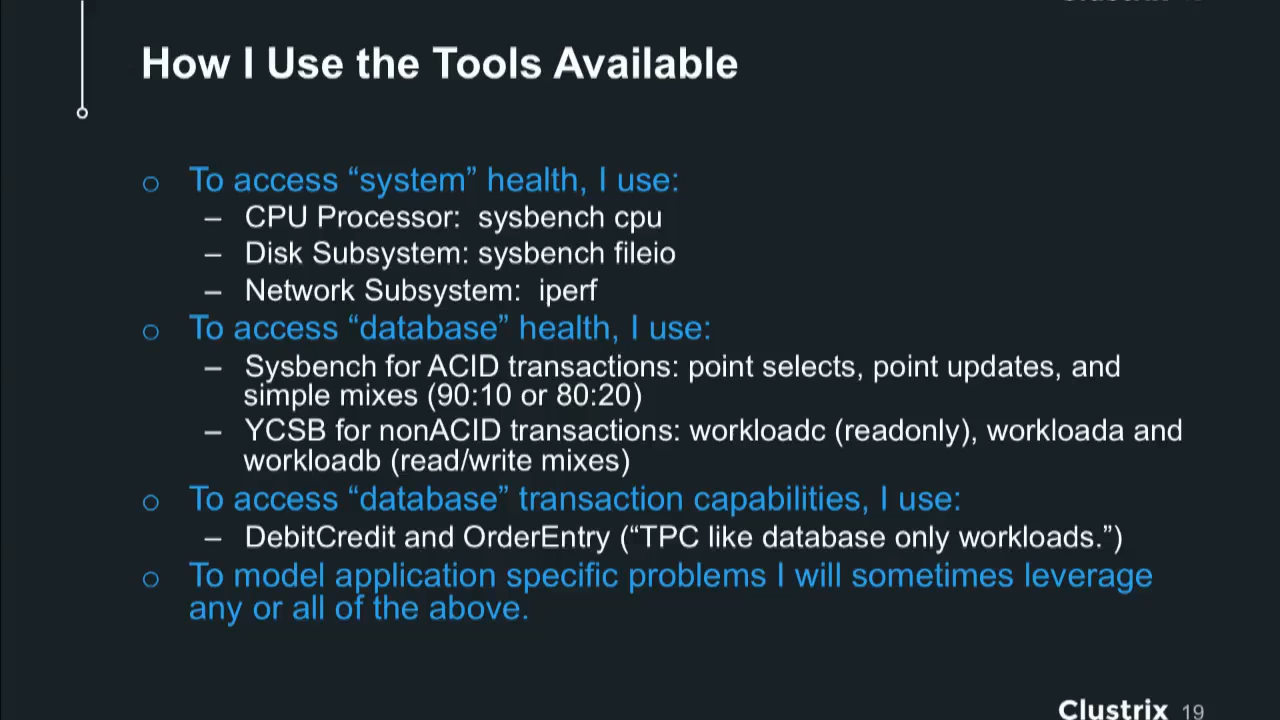 How I Use the Tools Available
o To access “system” health, I use:
– CPU Processor: sysbench cpu
– Disk Subsystem: sysbench fileio
– Network Subsystem: iperf
o To access “database” health, I use:
– Sysbench for ACID transactions: point selects, point updates, and
simple mixes (90:10 or 80:20)
– YCSB for nonACID transactions: workloadc (readonly), workloada and
workloadb (read/write mixes)
o To access “database” transaction capabilities, I use:
– DebitCredit and OrderEntry (“TPC like database only workloads.”)
o To model application specific problems I will sometimes leverage
any or all of the above.
Clustrix 19